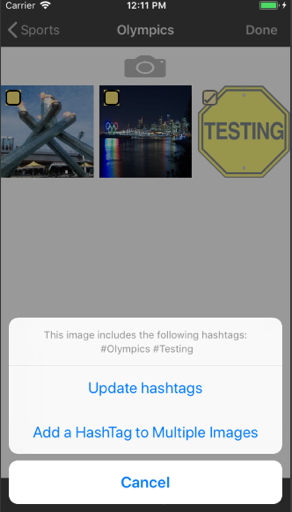 Carrier 12:11 PM
Sports Olympics Done
TESTING
This image includes the following hashtags:
#Olympics #Testing
Update hashtags
Add a HashTag to Multiple Images
Cancel